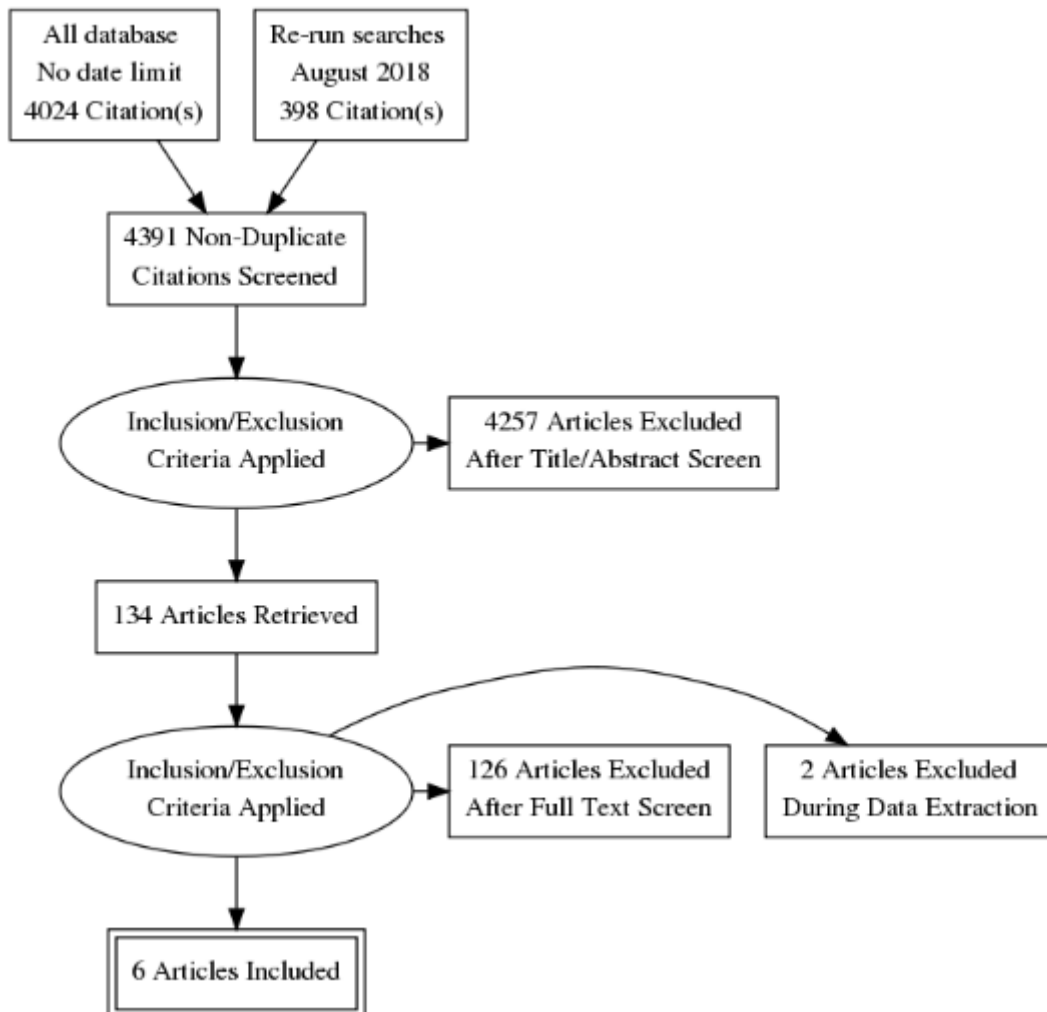 All database
No date limit
4024 Citation(s)
Re-run searches
August 2018
398 Citation(s)
4391 Non-Duplicate
Citations Screened
Inclusion/Exclusion
Criteria Applied
4257 Articles Excluded
After Title/Abstract Screen
134 Articles Retrieved
Inclusion/Exclusion
Criteria Applied
126 Articles Excluded
After Full Text Screen
2 Articles Excluded
During Data Extraction
6 Articles Included